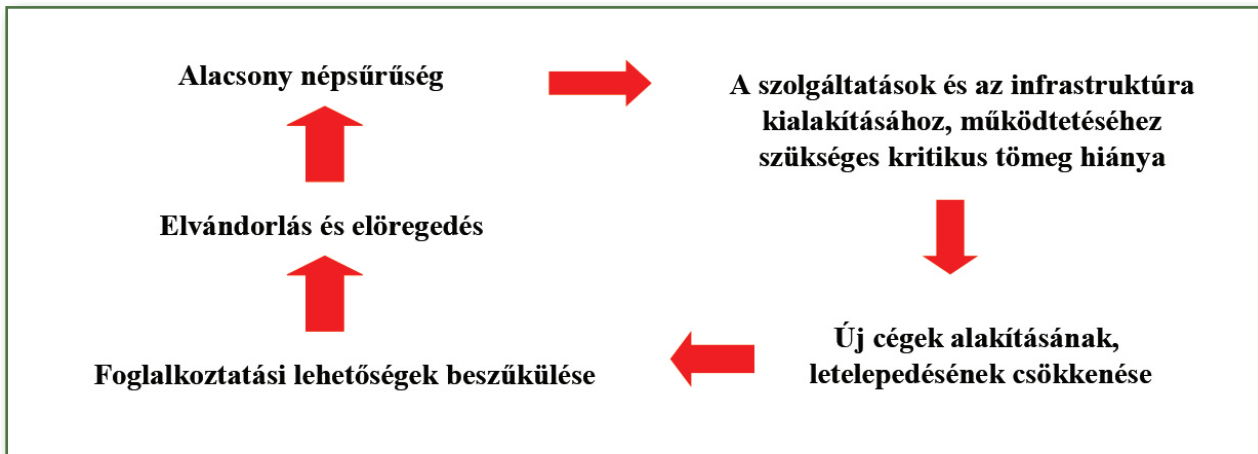 Alacsony népsűrűség
A szolgáltatások és az infrastruktúra
kialakításához, működtetéséhez
szükséges kritikus tömeg hiánya
Új cégek alakításának,
letelepedésének csökkenése
Foglalkoztatási lehetőségek beszűkülése
Elvándorlás és elöregedés